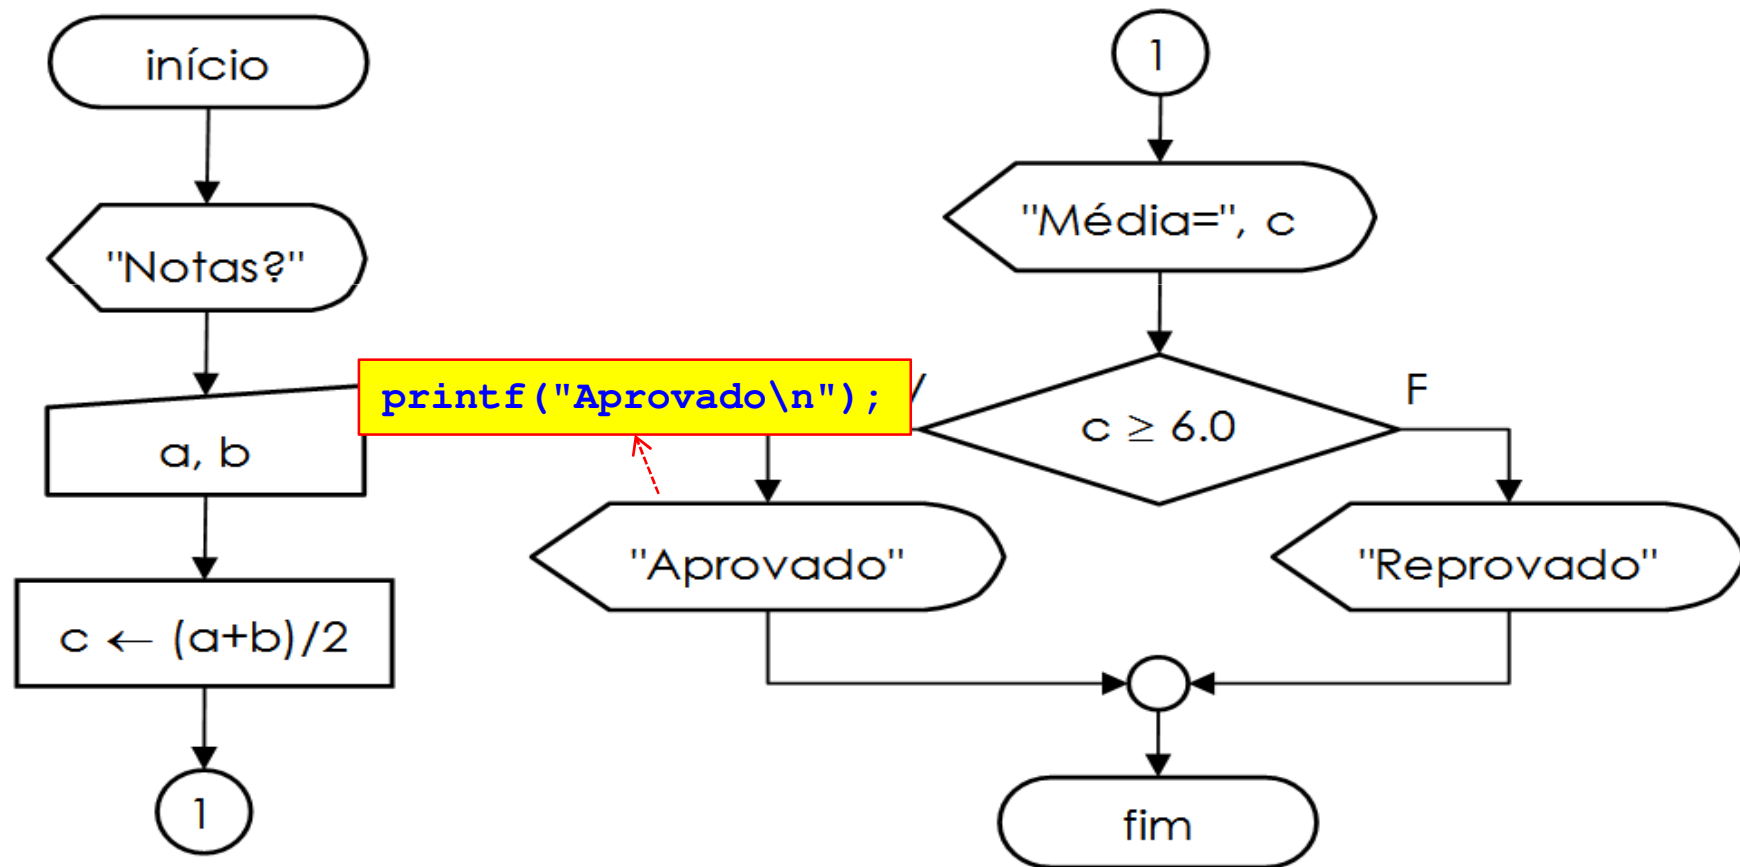 início
"Notas?"
a, b
c ← (a+b)/2
1
1
"Média=", c
c ≥ 6.0
F
printf("Aprovado\n");
"Aprovado"
"Reprovado"
fim